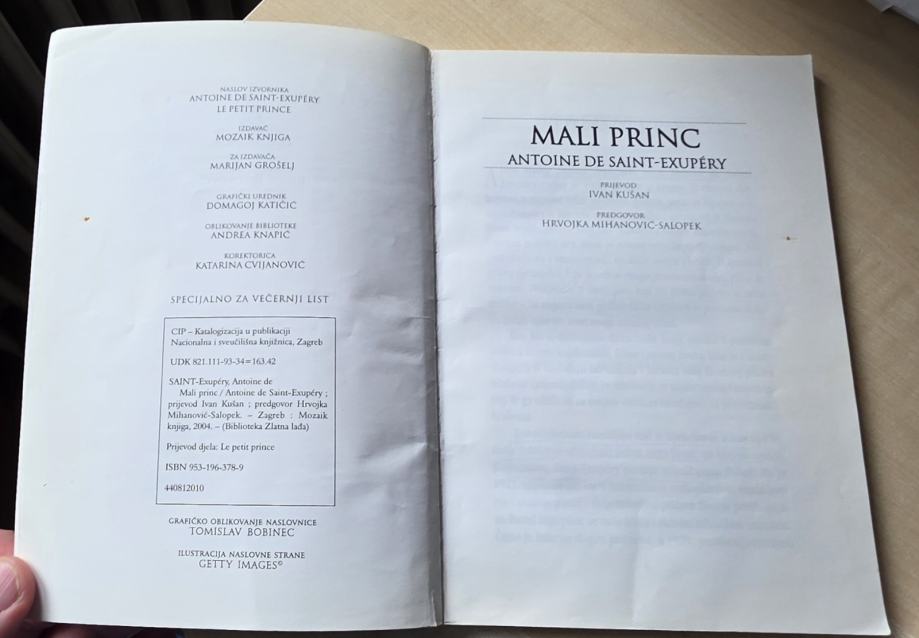 NASLOV IZVORNIKA
ANTOINE DE SAINT-EXUPÉRY
LE PETIT PRINCE
IZDAVAČ
MOZAIK KNJIGA
ZA IZDAVAČA
MARIJAN GROŠELJ
GRAFIČKI UREDNIK
DOMAGOJ KATIČIĆ
OBLIKOVANJE BIBLIOTEKE
ANDREA KNAPIĆ
KOREKTORICA
KATARINA CVIJANOVIĆ
SPECIJALNO ZA VEČERNJI LIST
CIP – Katalogizacija u publikaciji
Nacionalna i sveučilišna knjižnica, Zagreb
UDK 821.111-93-34=163.42
SAINT-Exupéry, Antoine de
Mali princ / Antoine de Saint-Exupéry ;
prijevod Ivan Kušan ; predgovor Hrvojka
Mihanović-Salopek. – Zagreb : Mozaik
knjiga, 2004. – (Biblioteka Zlatna lađa)
Prijevod djela: Le petit prince
ISBN 953-196-378-9
440812010
GRAFIČKO OBLIKOVANJE NASLOVNICE
TOMISLAV BOBINEC
ILUSTRACIJA NASLOVNE STRANE
GETTY IMAGES©
MALI PRINC
ANTOINE DE SAINT-EXUPÉRY
PRIJEVOD
IVAN KUŠAN
PREDGOVOR
HRVOJKA MIHANOVIĆ-SALOPEK